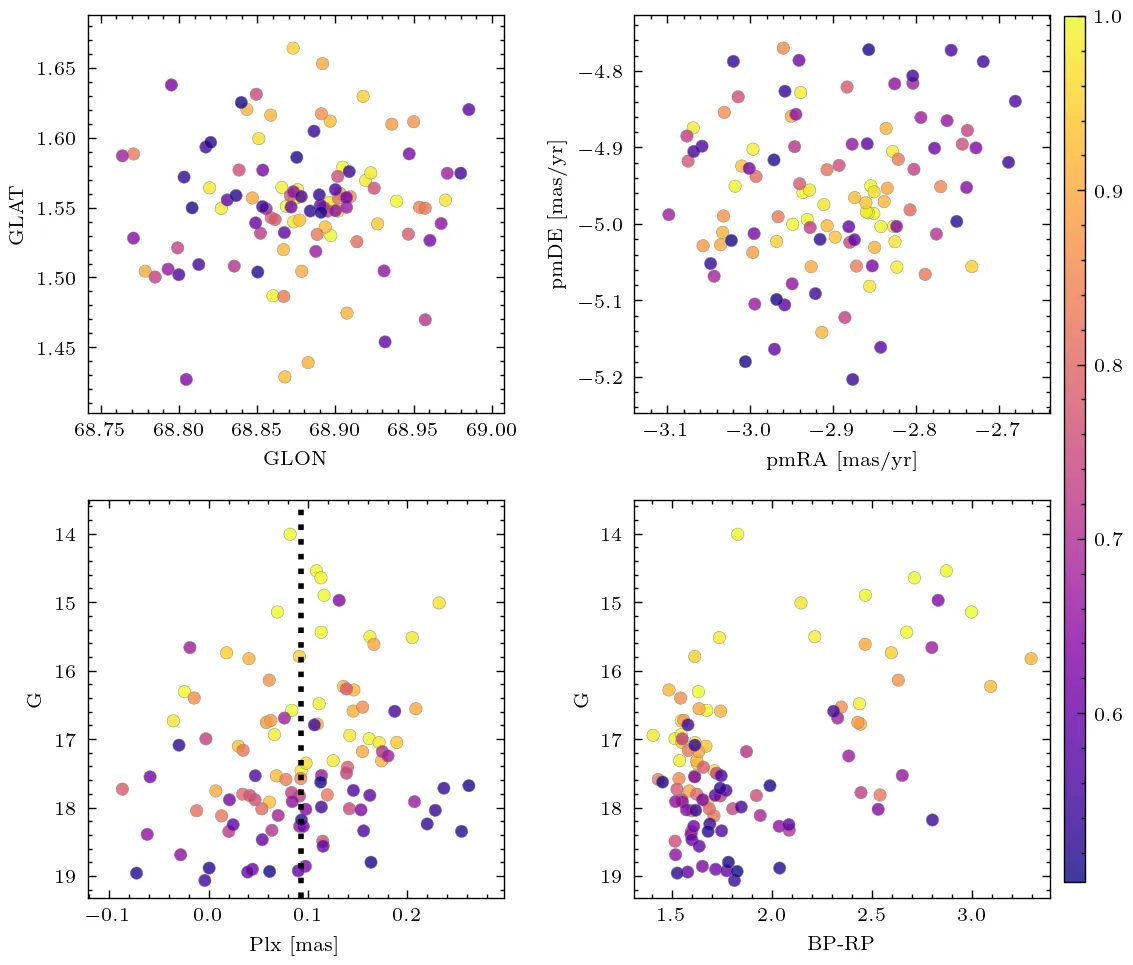 1.65
1.60
1.55
1.50
1.45
GLAT
68.75 68.80 68.85 68.90 68.95 69.00
GLON
−4.8
−4.9
−5.0
−5.1
−5.2
pmDE [mas/yr]
−3.1 −3.0 −2.9 −2.8 −2.7
pmRA [mas/yr]
14
15
16
17
18
19
G
−0.1 0.0 0.1 0.2
Plx [mas]
14
15
16
17
18
19
G
1.5 2.0 2.5 3.0
BP-RP
1.0
0.9
0.8
0.7
0.6